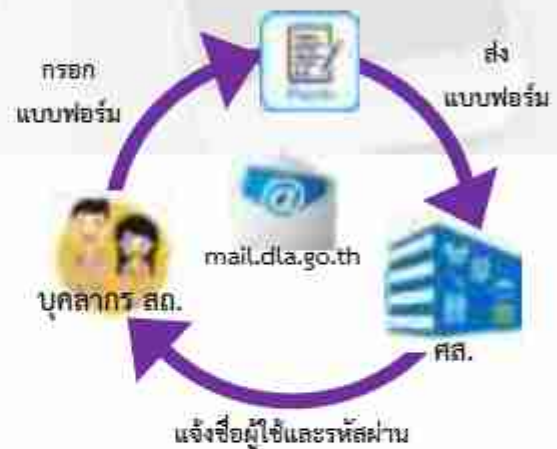 กรอก
แบบฟอร์ม
ส่ง
แบบฟอร์ม
mail.dla.go.th
บุคลากร สถ.
ศส.
แจ้งชื่อผู้ใช้และรหัสผ่าน